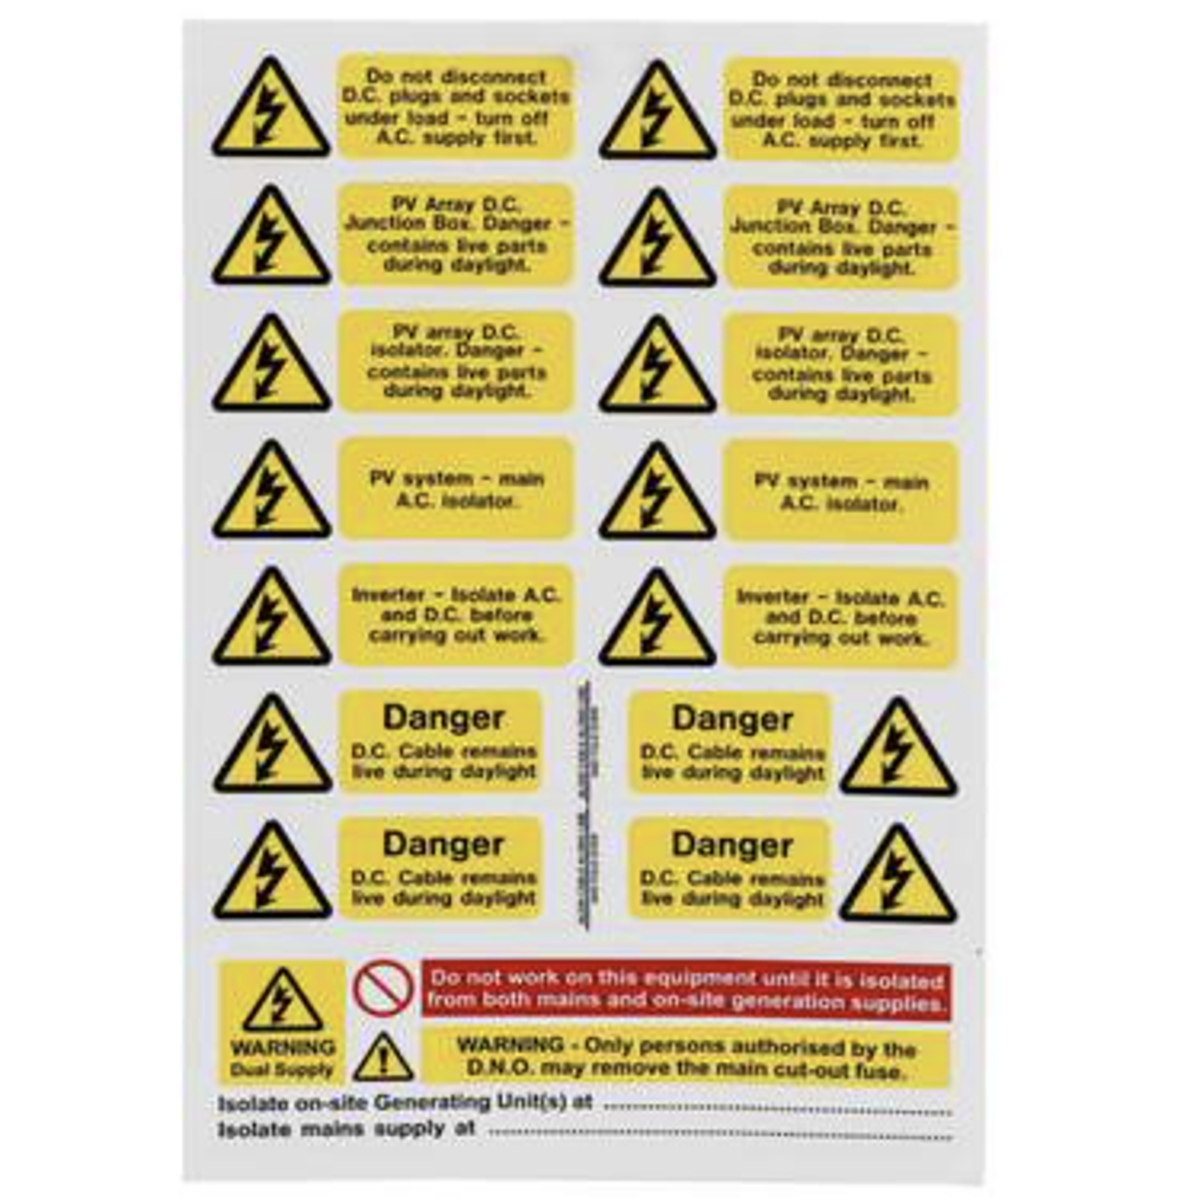 Do not disconnect
D.C. plugs and sockets
under load - turn off
A.C. supply first.
Do not disconnect
D.C. plugs and sockets
under load - turn off
A.C. supply first.
PV Array D.C.
Junction Box. Danger -
contains live parts
during daylight.
PV Array D.C.
Junction Box. Danger -
contains live parts
during daylight.
PV array D.C.
isolator. Danger -
contains live parts
during daylight.
PV array D.C.
isolator. Danger -
contains live parts
during daylight.
PV system - main
A.C. isolator.
PV system - main
A.C. isolator.
Inverter - Isolate A.C.
and D.C. before
carrying out work.
Inverter - Isolate A.C.
and D.C. before
carrying out work.
Danger
D.C. Cable remains
live during daylight
Danger
D.C. Cable remains
live during daylight
Danger
D.C. Cable remains
live during daylight
Danger
D.C. Cable remains
live during daylight
WARNING
Dual Supply
Do not work on this equipment until it is isolated
from both mains and on-site generation supplies.
WARNING - Only persons authorised by the
D.N.O. may remove the main cut-out fuse.
Isolate on-site Generating Unit(s) at ..........
Isolate mains supply at ..........